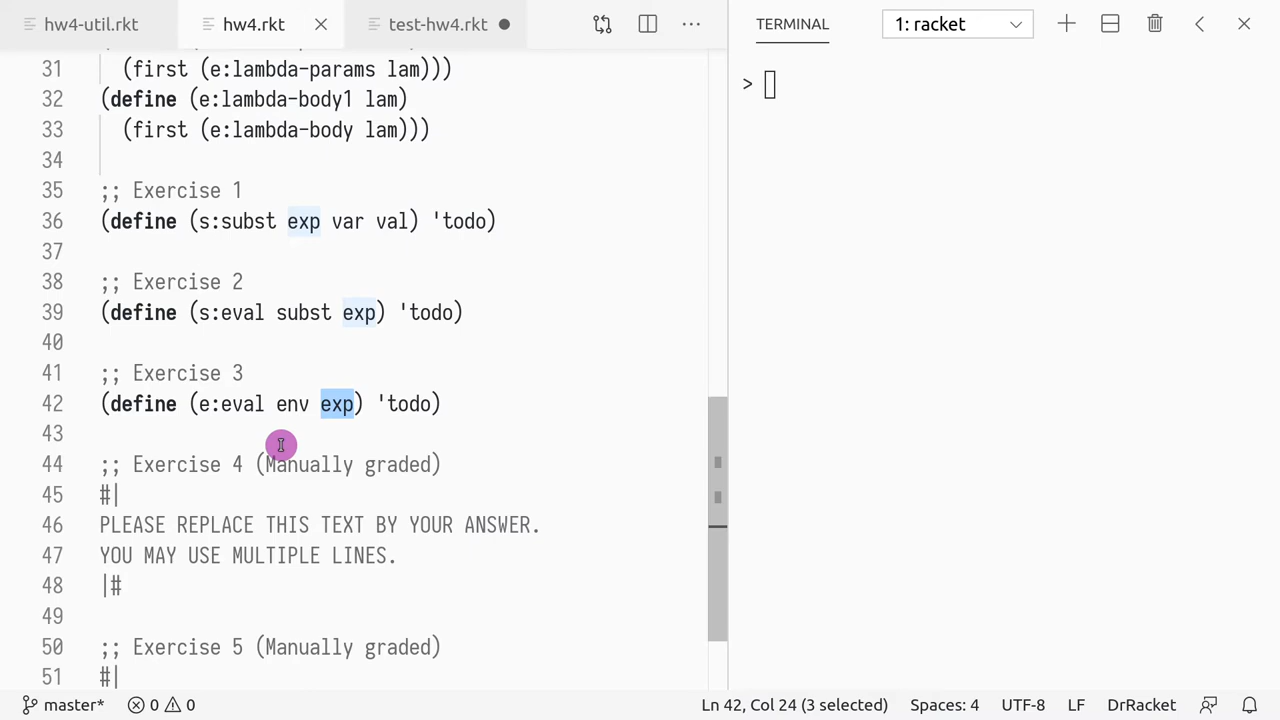 hw4-util.rkt hw4.rkt test-hw4.rkt TERMINAL 1: racket
31 (first (e:lambda-params lam)))
32 (define (e:lambda-body1 lam)
33 (first (e:lambda-body lam)))
34
35 ;; Exercise 1
36 (define (s:subst exp var val) 'todo)
37
38 ;; Exercise 2
39 (define (s:eval subst exp) 'todo)
40
41 ;; Exercise 3
42 (define (e:eval env exp) 'todo)
43
44 ;; Exercise 4 (Manually graded)
45 #|
46 PLEASE REPLACE THIS TEXT BY YOUR ANSWER.
47 YOU MAY USE MULTIPLE LINES.
48 |#
49
50 ;; Exercise 5 (Manually graded)
51 #|
>
master* 0 0 Ln 42, Col 24 (3 selected) Spaces: 4 UTF-8 LF DrRacket